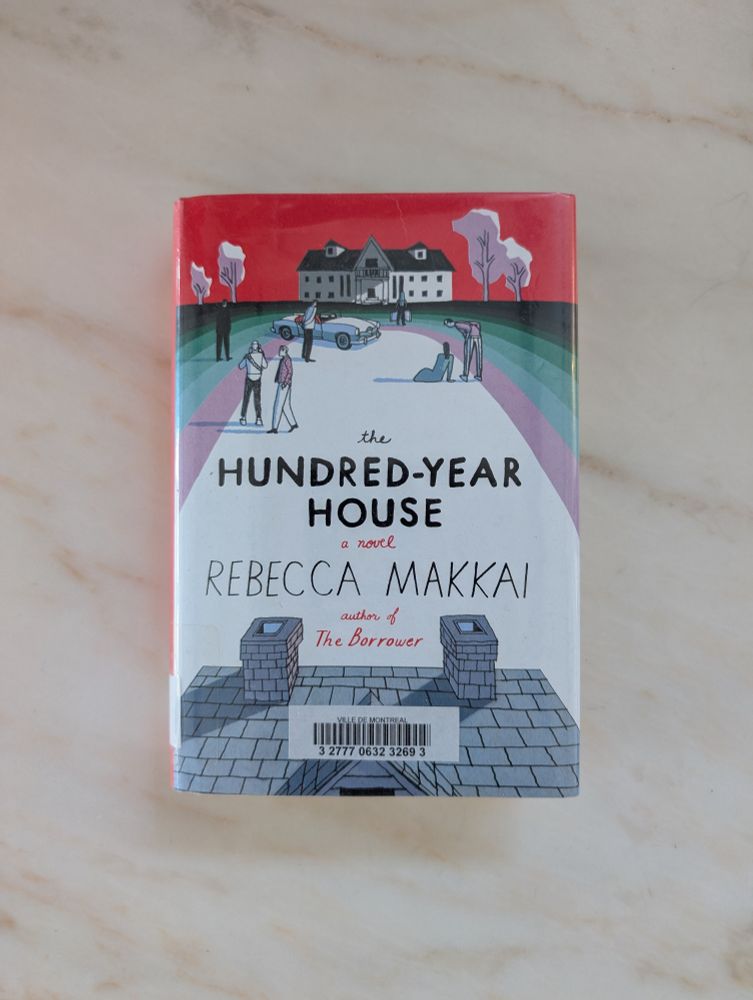 the
HUNDRED-YEAR
HOUSE
a novel
REBECCA MAKKAI
author of
The Borrower
VILLE DE MONTREAL
3 2777 0632 3269 3